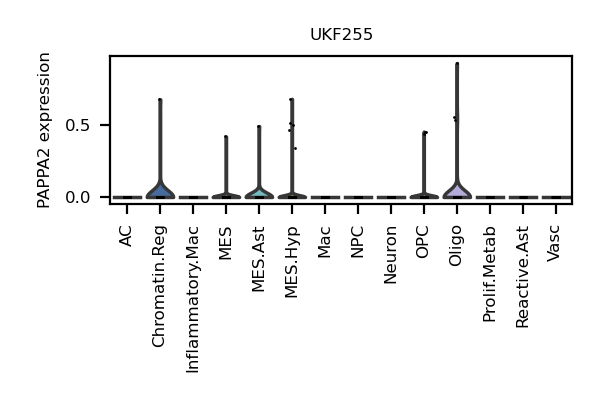 UKF255
PAPPA2 expression
0.5
0.0
AC
Chromatin.Reg
Inflammatory.Mac
MES
MES.Ast
MES.Hyp
Mac
NPC
Neuron
OPC
Oligo
Prolif.Metab
Reactive.Ast
Vasc